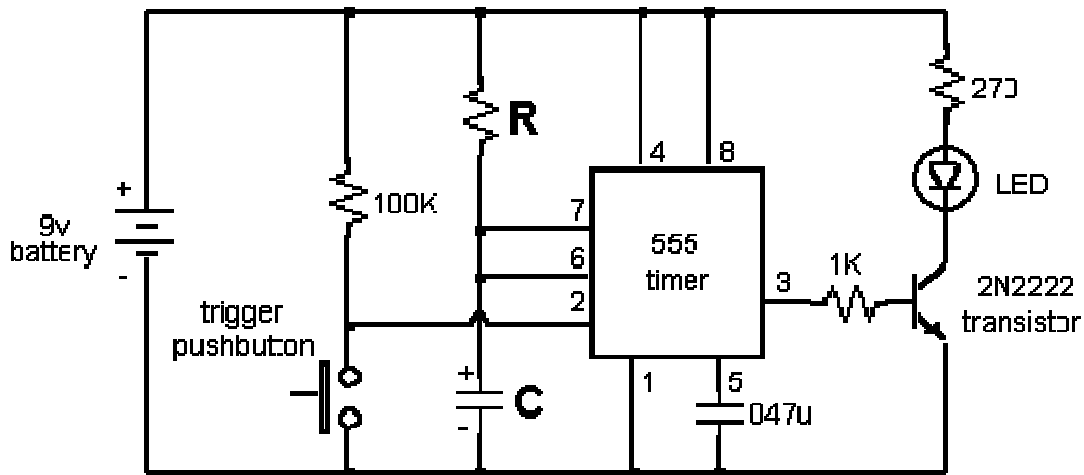 +
9v
battery
-
100K
R
trigger
pushbutton
+
C
-
4
8
7
6
2
555
timer
3
1
5
047u
1K
270
LED
2N2222
transistor